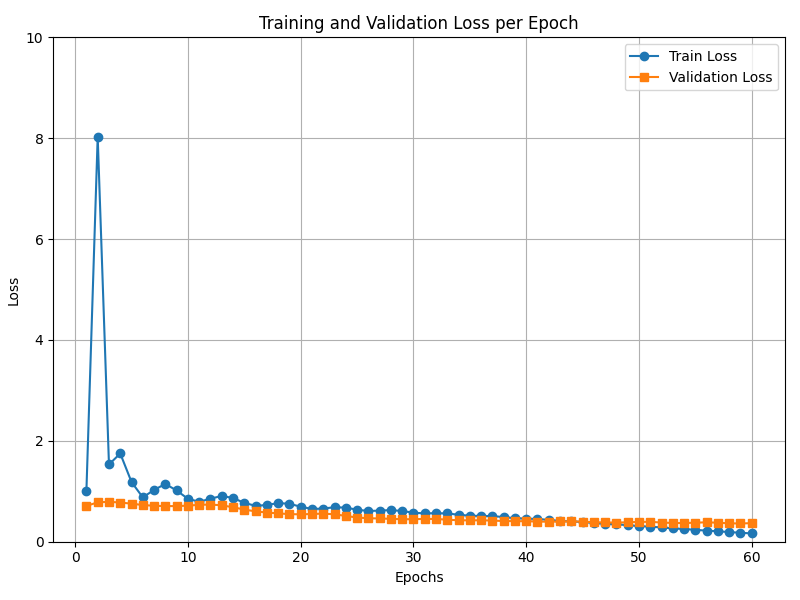 Training and Validation Loss per Epoch
Train Loss
Validation Loss
10
8
6
4
2
0
Loss
0 10 20 30 40 50 60
Epochs